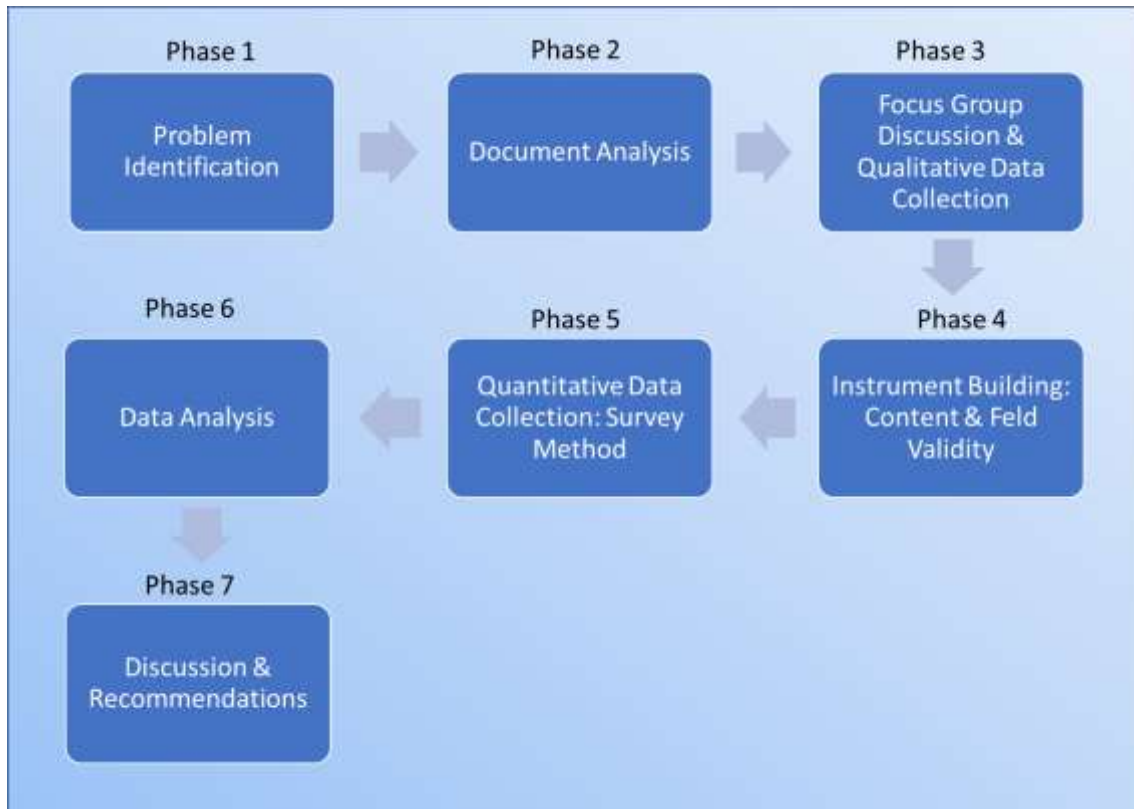 Phase 1
Problem
Identification
Phase 2
Document Analysis
Phase 3
Focus Group
Discussion &
Qualitative Data
Collection
Phase 4
Instrument Building:
Content & Feld
Validity
Phase 5
Quantitative Data
Collection: Survey
Method
Phase 6
Data Analysis
Phase 7
Discussion &
Recommendations